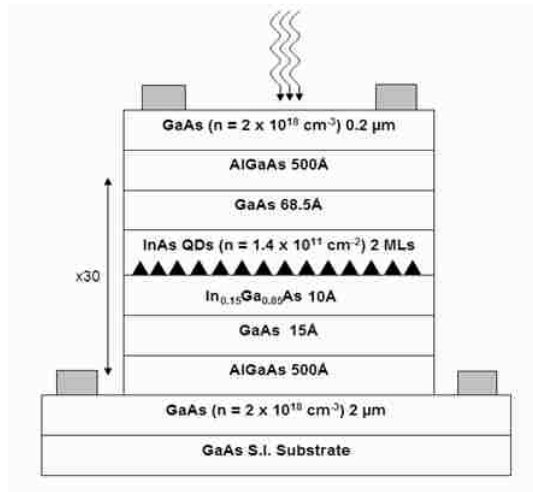 GaAs (n = 2 x 10¹⁸ cm⁻³) 0.2 µm
AlGaAs 500Å
GaAs 68.5Å
InAs QDs (n = 1.4 x 10¹¹ cm⁻²) 2 MLs
x30
In₀.₁₅Ga₀.₈₅As 10Å
GaAs 15Å
AlGaAs 500Å
GaAs (n = 2 x 10¹⁸ cm⁻³) 2 µm
GaAs S.I. Substrate